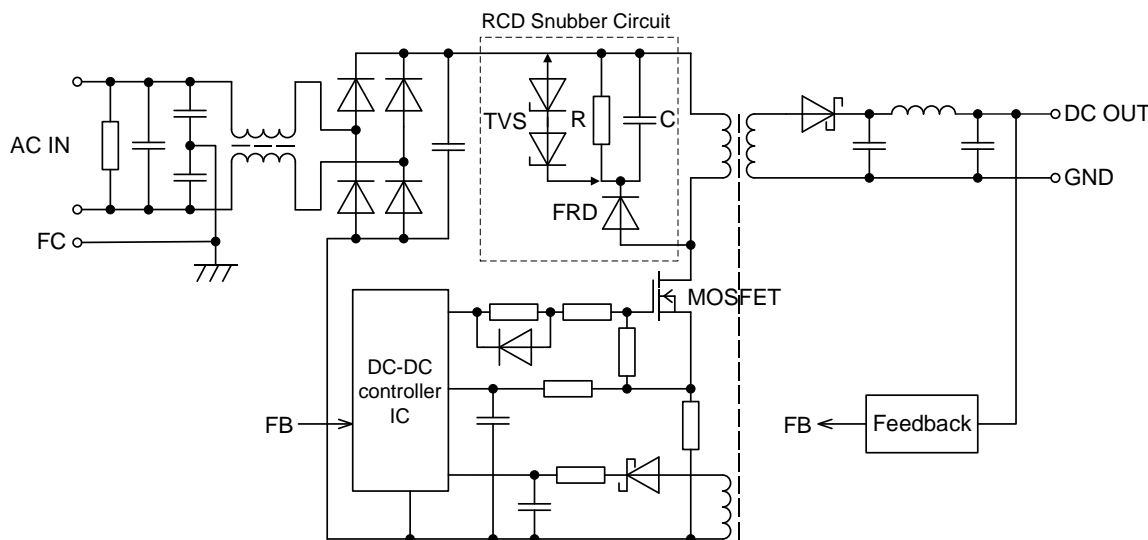 RCD Snubber Circuit
AC IN
FC
TVS
R
C
FRD
DC OUT
GND
MOSFET
DC-DC
controller
IC
FB
FB
Feedback